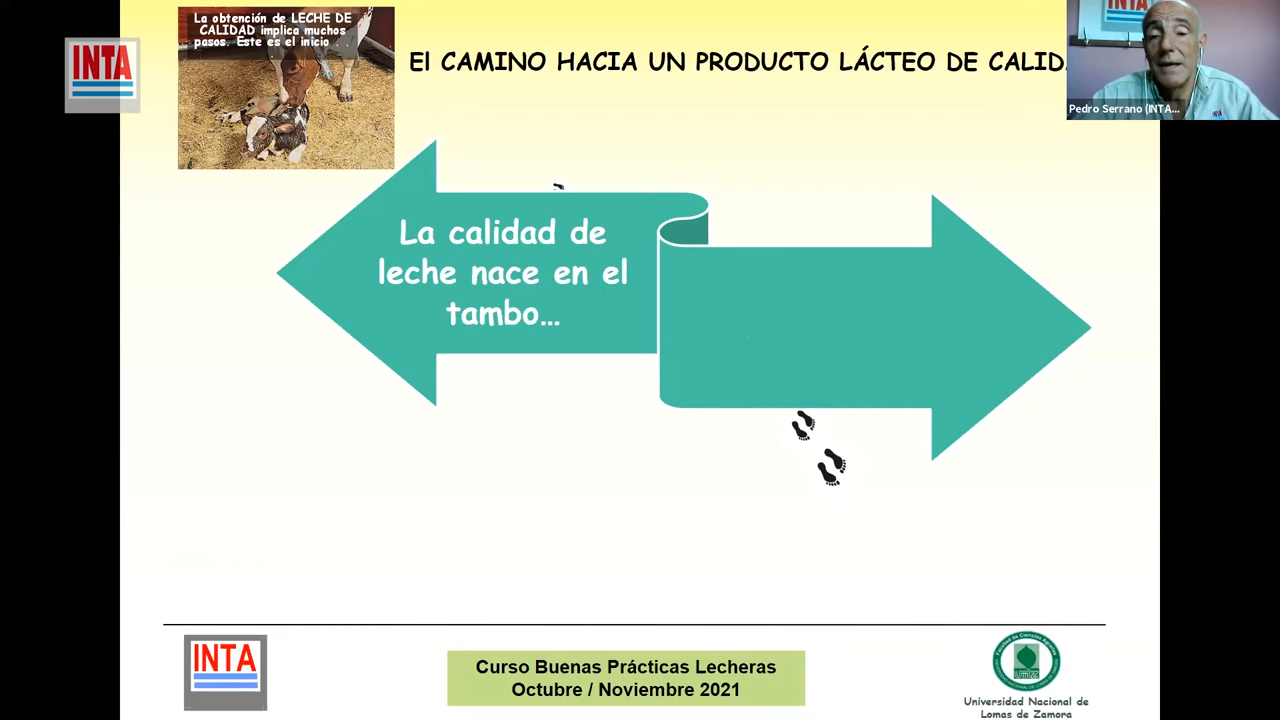 La obtención de LECHE DE
CALIDAD implica muchos
pasos. Este es el inicio . .
INTA
El CAMINO HACIA UN PRODUCTO LÁCTEO DE CALID
INTA
Pedro Serrano (INTA...
La calidad de
leche nace en el
tambo...
INTA
Curso Buenas Prácticas Lecheras
Octubre / Noviembre 2021
Universidad Nacional de
Lomas de Zamora